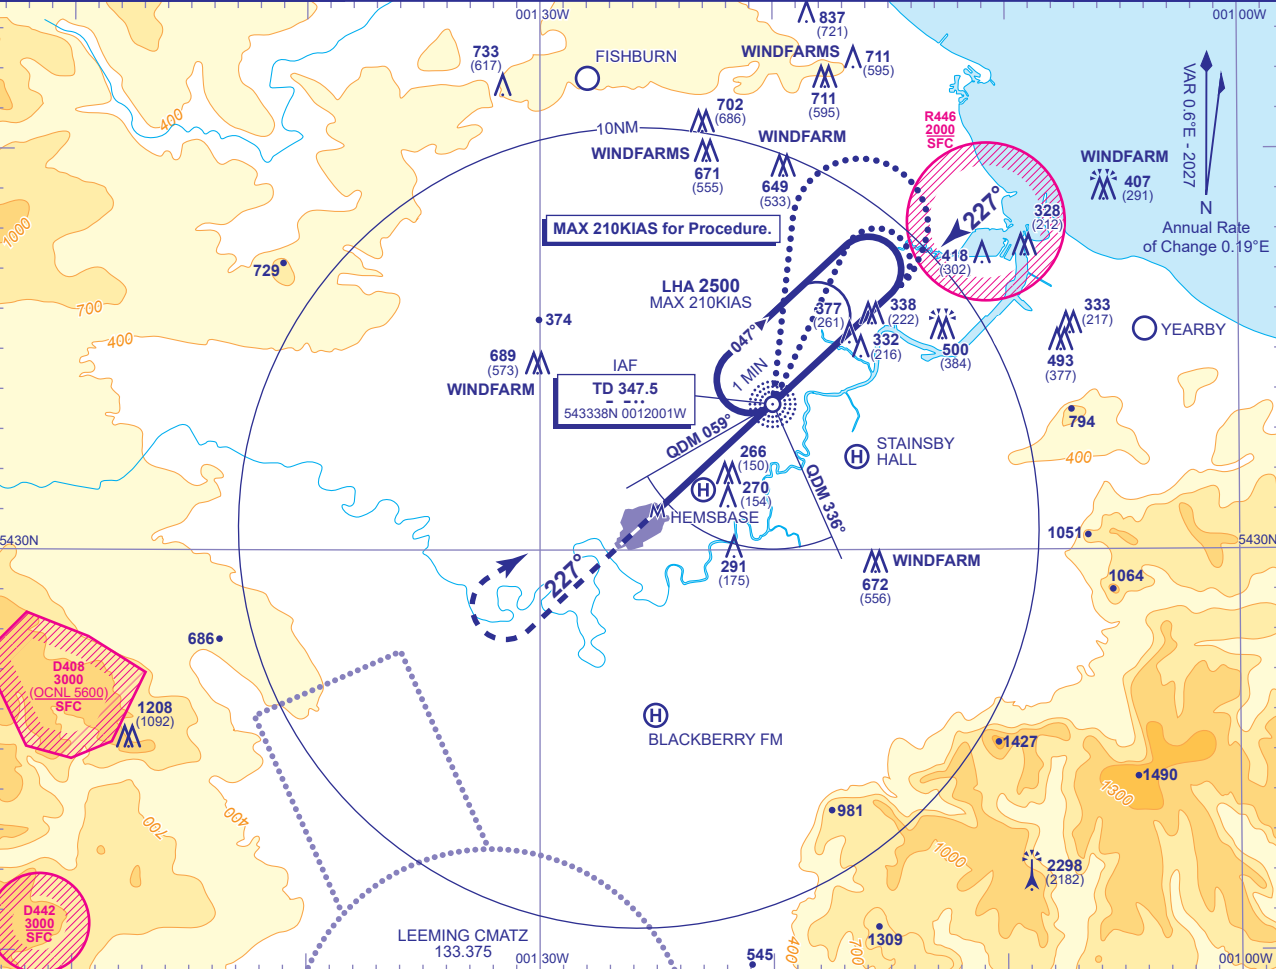 001:30W
001:00W
837
(721)
733
(617)
FISHBURN
WINDFARMS
711
(595)
711
(595)
VAR 0.6°E - 2027
N
Annual Rate
of Change 0.19°E
400
702
(686)
10NM
WINDFARMS
671
(555)
WINDFARM
649
(533)
R446
2000
SFC
WINDFARM
407
(291)
227°
328
(212)
418
(302)
1000
MAX 210KIAS for Procedure.
729
LHA 2500
MAX 210KIAS
700
400
374
377
(261)
338
(222)
332
(216)
500
(384)
333
(217)
493
(377)
YEARBY
047°
1 MIN
689
(573)
WINDFARM
IAF
TD 347.5
- -··
543338N 0012001W
794
400
QDM 059°
QDM 336°
STAINSBY
HALL
H
266
(150)
H
270
(154)
HEMSBASE
M
1051
5430N
5430N
291
(175)
WINDFARM
672
(556)
1064
227°
686
D408
3000
(OCNL 5600)
SFC
1208
(1092)
H
BLACKBERRY FM
1427
1490
1300
981
700
400
1000
2298
(2182)
D442
3000
SFC
LEEMING CMATZ
133.375
1309
400
700
545
001:30W
001:00W